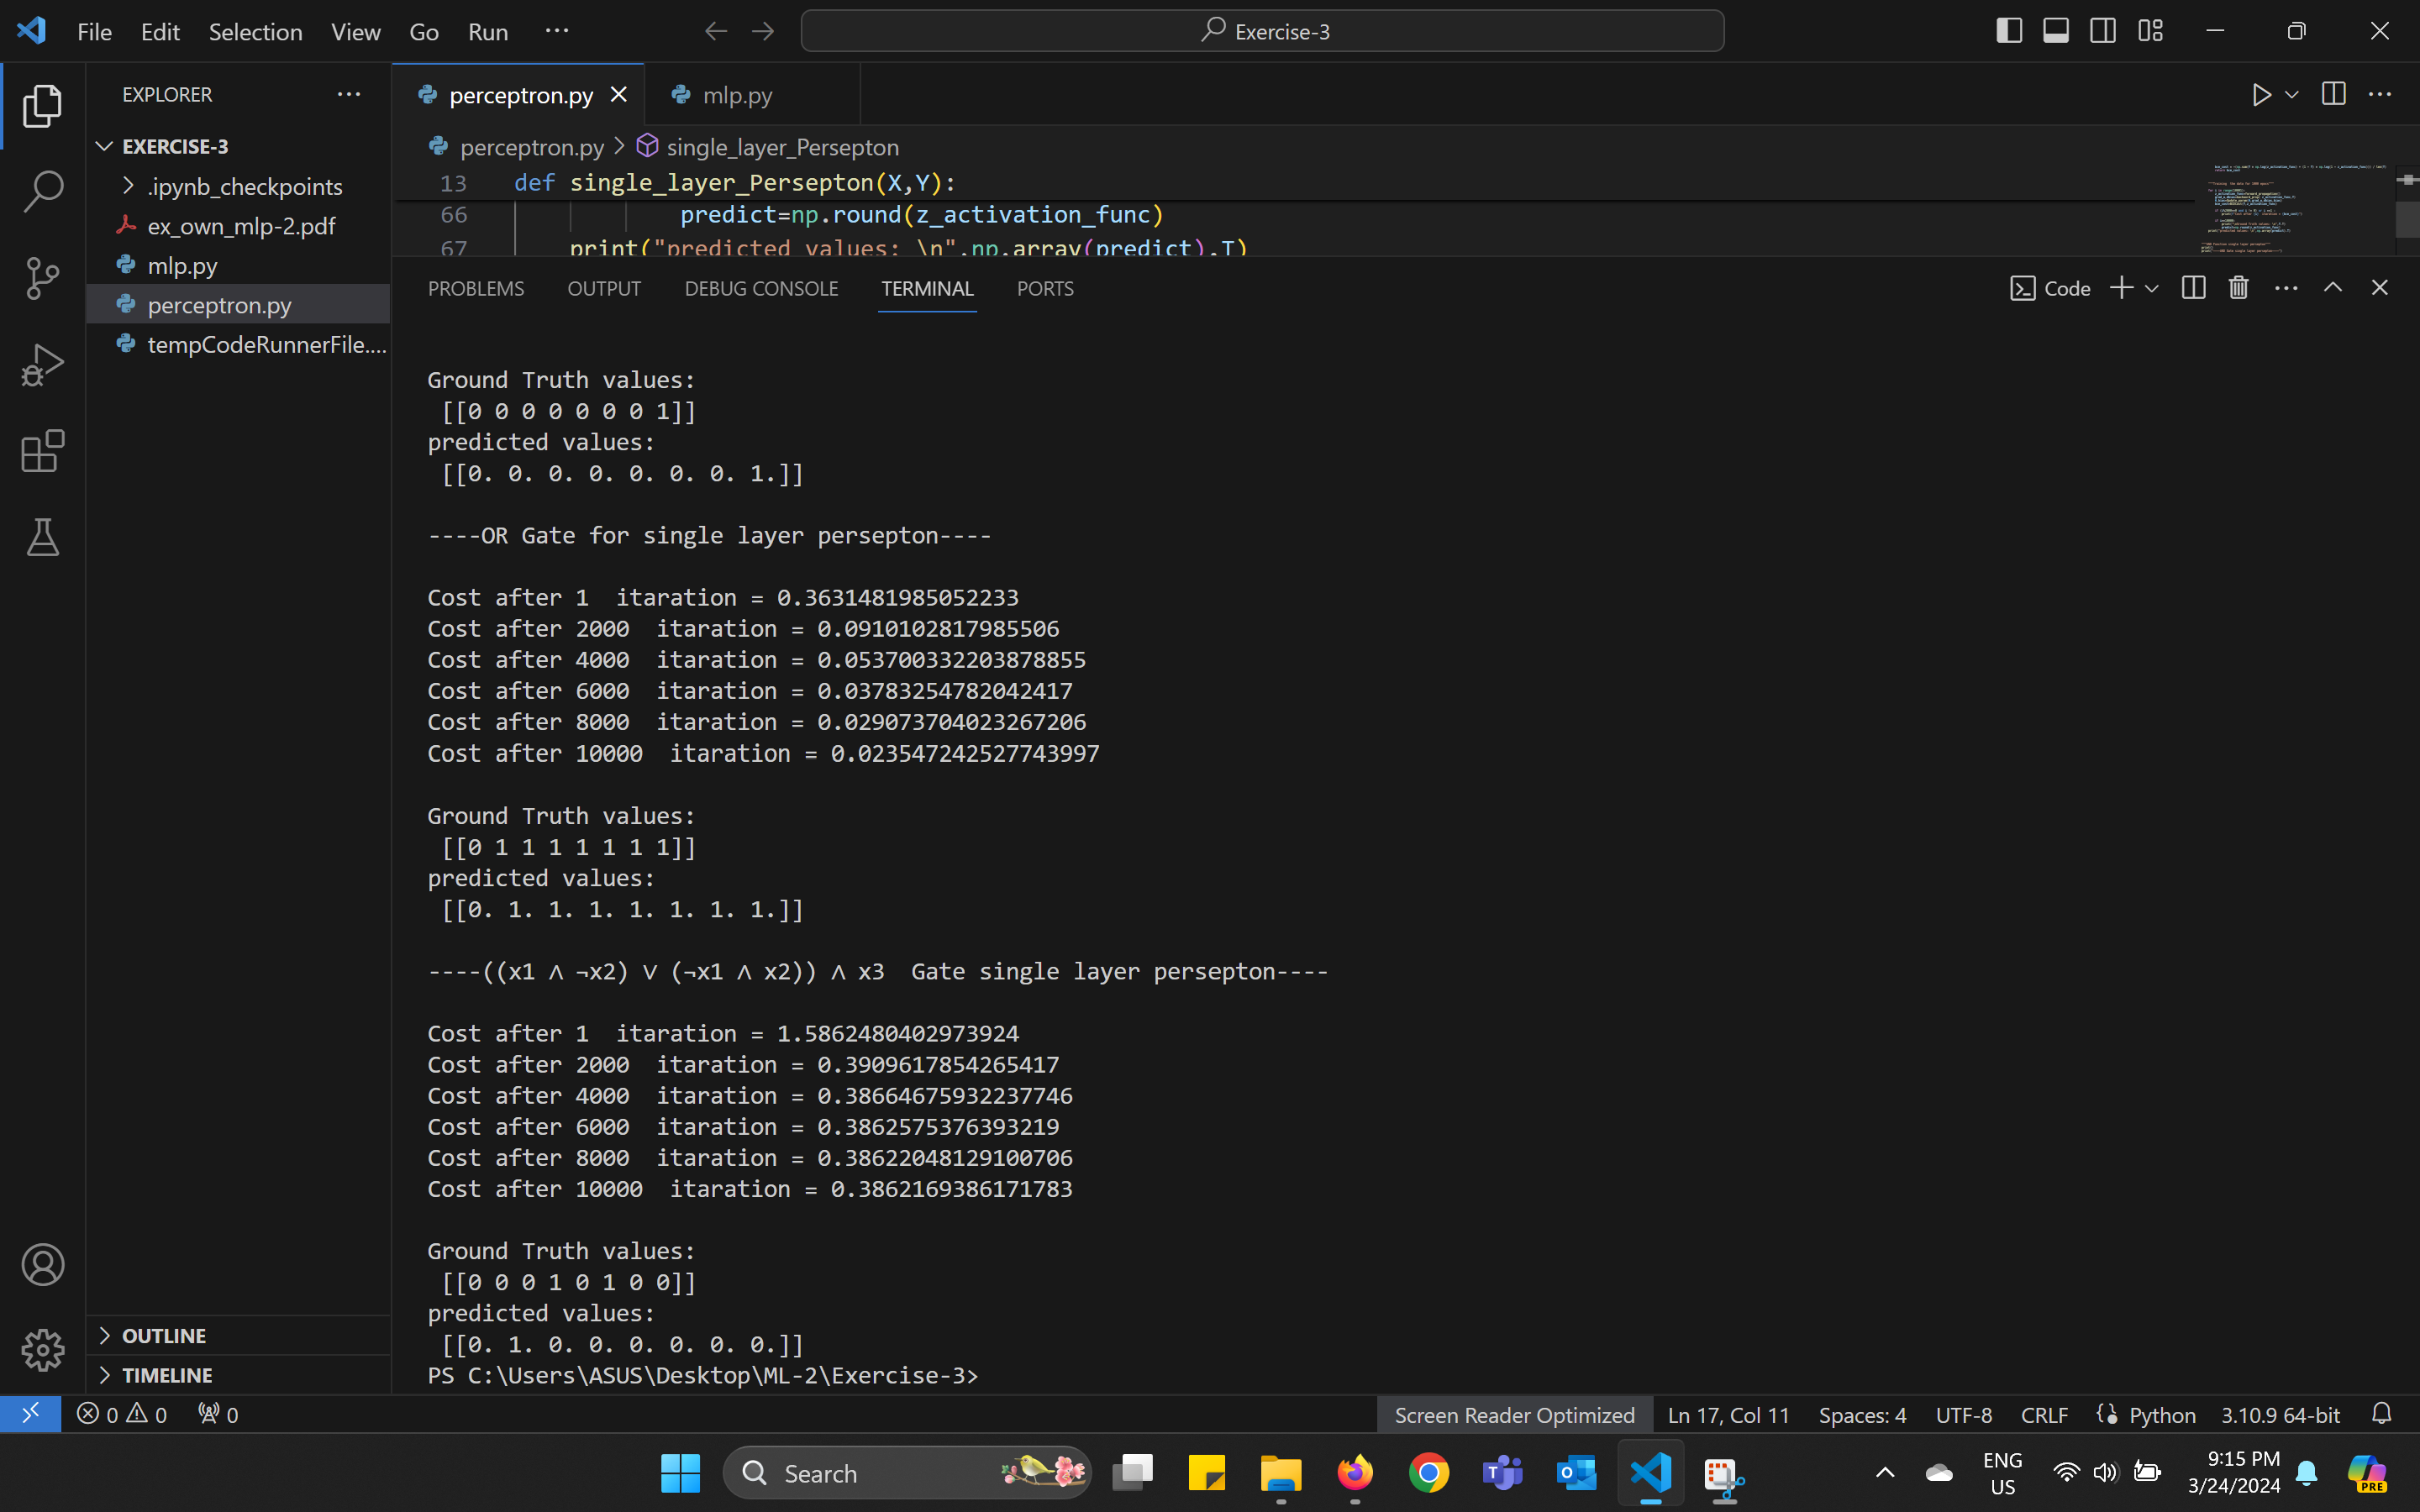 File Edit Selection View Go Run ...
Exercise-3
EXPLORER
EXERCISE-3
.ipynb_checkpoints
ex_own_mlp-2.pdf
mlp.py
perceptron.py
tempCodeRunnerFile....
OUTLINE
TIMELINE
perceptron.py mlp.py
perceptron.py > single_layer_Persepton
13 def single_layer_Persepton(X,Y):
66 predict=np.round(z_activation_func)
67 print("predicted values: \n",np.array(predict).T)
PROBLEMS OUTPUT DEBUG CONSOLE TERMINAL PORTS
Code
Ground Truth values:
[[0 0 0 0 0 0 0 1]]
predicted values:
[[0. 0. 0. 0. 0. 0. 0. 1.]]
----OR Gate for single layer persepton----
Cost after 1  itaration = 0.3631481985052233
Cost after 2000  itaration = 0.0910102817985506
Cost after 4000  itaration = 0.053700332203878855
Cost after 6000  itaration = 0.03783254782042417
Cost after 8000  itaration = 0.029073704023267206
Cost after 10000  itaration = 0.023547242527743997
Ground Truth values:
[[0 1 1 1 1 1 1 1]]
predicted values:
[[0. 1. 1. 1. 1. 1. 1. 1.]]
----((x1 ∧ ¬x2) ∨ (¬x1 ∧ x2)) ∧ x3  Gate single layer persepton----
Cost after 1  itaration = 1.5862480402973924
Cost after 2000  itaration = 0.3909617854265417
Cost after 4000  itaration = 0.38664675932237746
Cost after 6000  itaration = 0.3862575376393219
Cost after 8000  itaration = 0.38622048129100706
Cost after 10000  itaration = 0.3862169386171783
Ground Truth values:
[[0 0 0 1 0 1 0 0]]
predicted values:
[[0. 1. 0. 0. 0. 0. 0. 0.]]
PS C:\Users\ASUS\Desktop\ML-2\Exercise-3>
0 0 0
Screen Reader Optimized Ln 17, Col 11 Spaces: 4 UTF-8 CRLF Python 3.10.9 64-bit
Search
ENG
US
9:15 PM
3/24/2024
PRE